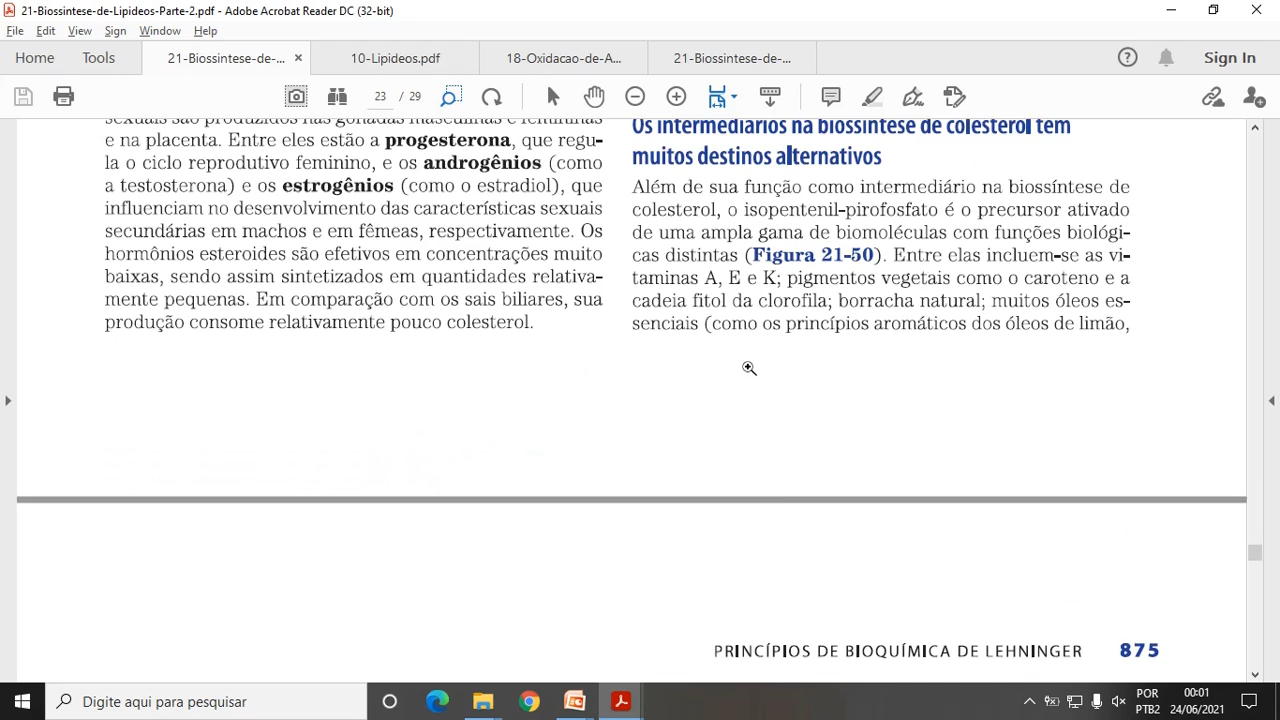 21-Biossintese-de-Lipideos-Parte-2.pdf - Adobe Acrobat Reader DC (32-bit)
File Edit View Sign Window Help
Home Tools 21-Biossintese-de-... × 10-Lipideos.pdf 18-Oxidacao-de-A... 21-Biossintese-de-... Sign In
23 / 29
sexuais são produzidos nas gônadas masculinas e femininas
e na placenta. Entre eles estão a progesterona, que regu-
la o ciclo reprodutivo feminino, e os androgênios (como
a testosterona) e os estrogênios (como o estradiol), que
influenciam no desenvolvimento das características sexuais
secundárias em machos e em fêmeas, respectivamente. Os
hormônios esteroides são efetivos em concentrações muito
baixas, sendo assim sintetizados em quantidades relativa-
mente pequenas. Em comparação com os sais biliares, sua
produção consome relativamente pouco colesterol.
Os intermediários na biossíntese de colesterol têm
muitos destinos alternativos
Além de sua função como intermediário na biossíntese de
colesterol, o isopentenil-pirofosfato é o precursor ativado
de uma ampla gama de biomoléculas com funções biológi-
cas distintas (Figura 21-50). Entre elas incluem-se as vi-
taminas A, E e K; pigmentos vegetais como o caroteno e a
cadeia fitol da clorofila; borracha natural; muitos óleos es-
senciais (como os princípios aromáticos dos óleos de limão,
PRINCÍPIOS DE BIOQUÍMICA DE LEHNINGER 875
Digite aqui para pesquisar
POR
PTB2
00:01
24/06/2021